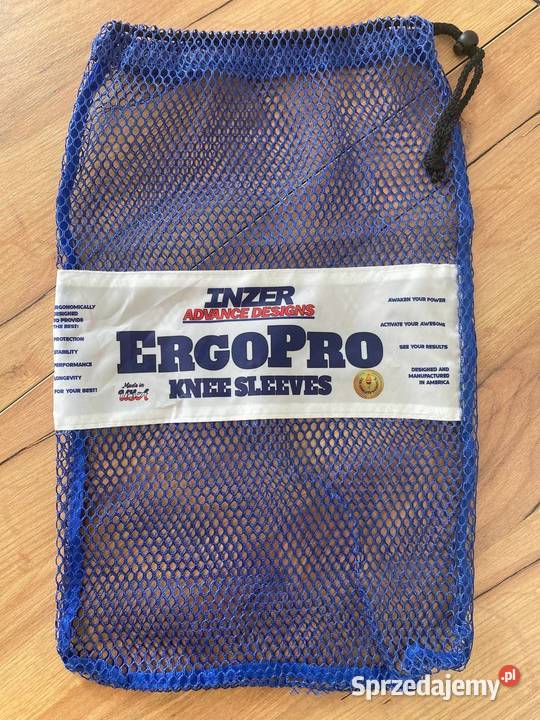 INZER
ADVANCE DESIGNS
ERGOPRO
KNEE SLEEVES
ERGONOMICALLY
DESIGNED
TO PROVIDE
THE BEST!
PROTECTION
STABILITY
PERFORMANCE
LONGEVITY
FOR YOUR BEST!
Made in
USA
AWAKEN YOUR POWER
ACTIVATE YOUR AWESOME
SEE YOUR RESULTS
DESIGNED AND
MANUFACTURED
IN AMERICA
Sprzedajemy.pl